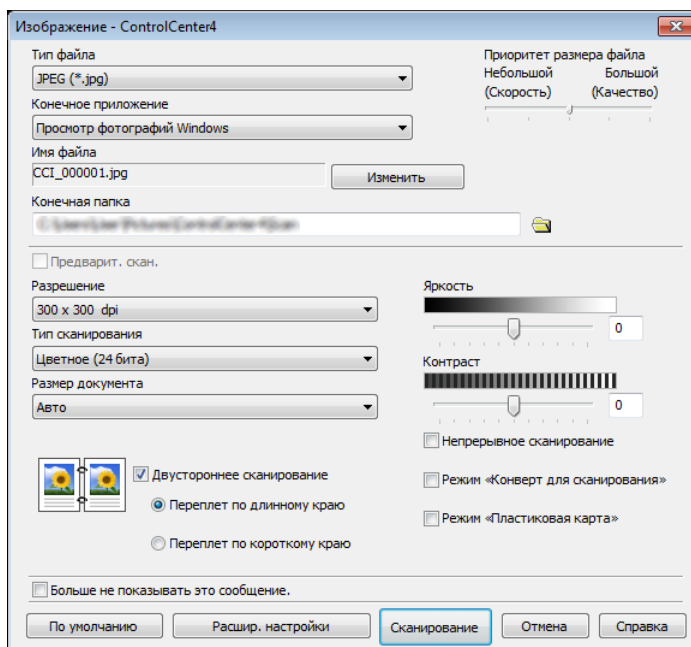 Изображение - ControlCenter4
Тип файла
JPEG (*.jpg)
Приоритет размера файла
Небольшой Большой
(Скорость) (Качество)
Конечное приложение
Просмотр фотографий Windows
Имя файла
CCI_000001.jpg
Изменить
Конечная папка
Предварит. скан.
Разрешение
300 x 300 dpi
Тип сканирования
Цветное (24 бита)
Размер документа
Авто
Яркость
0
Контраст
0
Непрерывное сканирование
Двустороннее сканирование
Режим «Конверт для сканирования»
Переплет по длинному краю
Режим «Пластиковая карта»
Переплет по короткому краю
Больше не показывать это сообщение.
По умолчанию Расшир. настройки Сканирование Отмена Справка